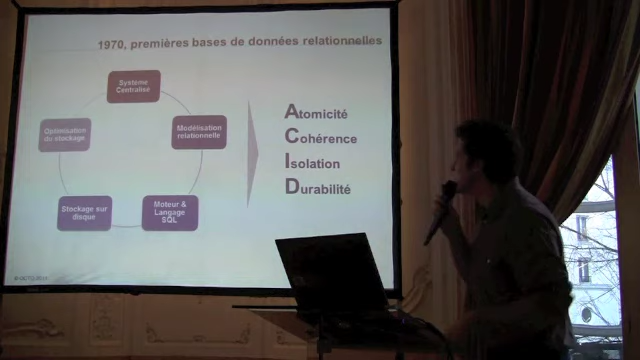 1970, premières bases de données relationnelles
Système
Centralisé
Optimisation
du stockage
Modélisation
relationnelle
Stockage sur
disque
Moteur &
Langage
SQL
Atomicité
Cohérence
Isolation
Durabilité